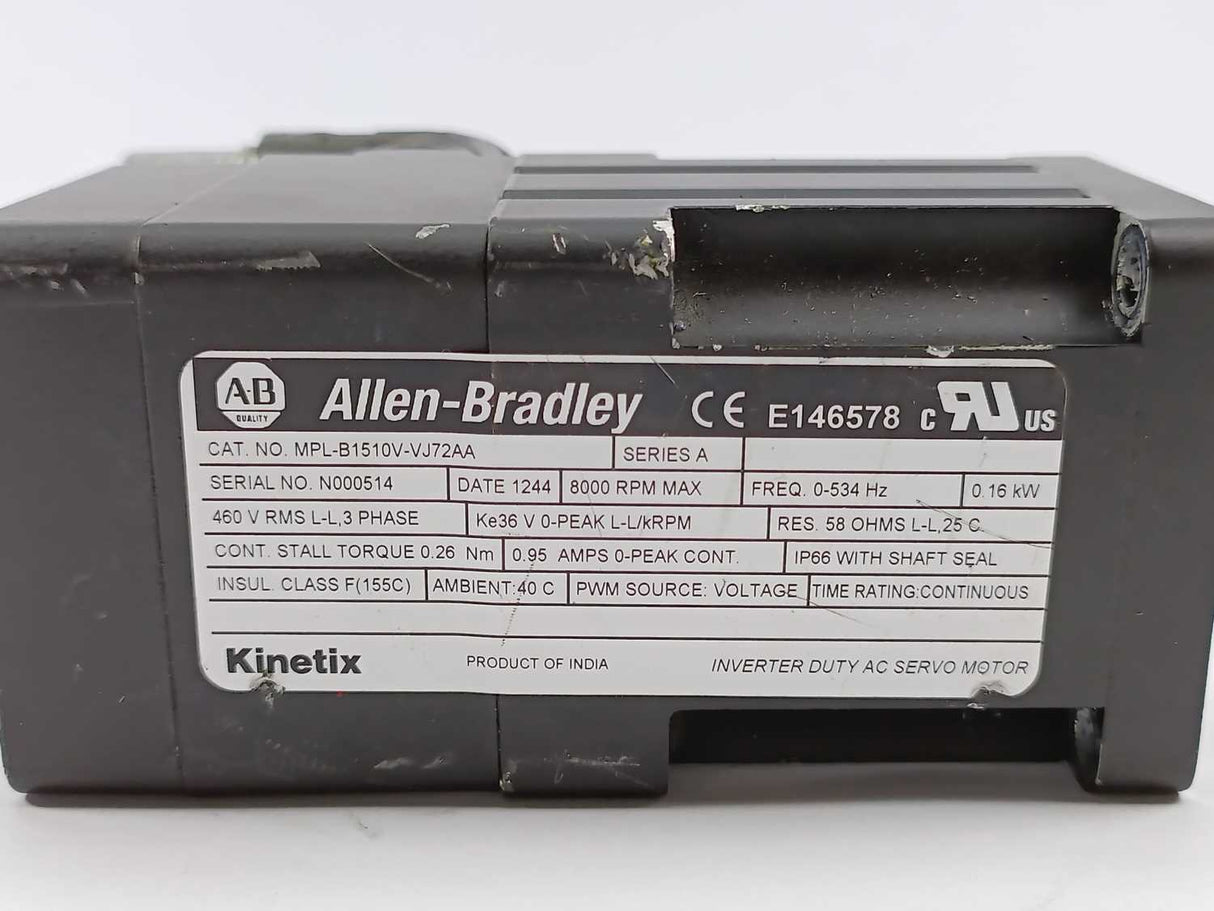 A-B QUALITY Allen-Bradley CE E146578 c RU US
CAT. NO. MPL-B1510V-VJ72AA SERIES A
SERIAL NO. N000514 DATE 1244 8000 RPM MAX FREQ. 0-534 Hz 0.16 kW
460 V RMS L-L,3 PHASE Ke36 V 0-PEAK L-L/kRPM RES. 58 OHMS L-L,25 C
CONT. STALL TORQUE 0.26 Nm 0.95 AMPS 0-PEAK CONT. IP66 WITH SHAFT SEAL
INSUL. CLASS F(155C) AMBIENT:40 C PWM SOURCE: VOLTAGE TIME RATING:CONTINUOUS
Kinetix PRODUCT OF INDIA INVERTER DUTY AC SERVO MOTOR